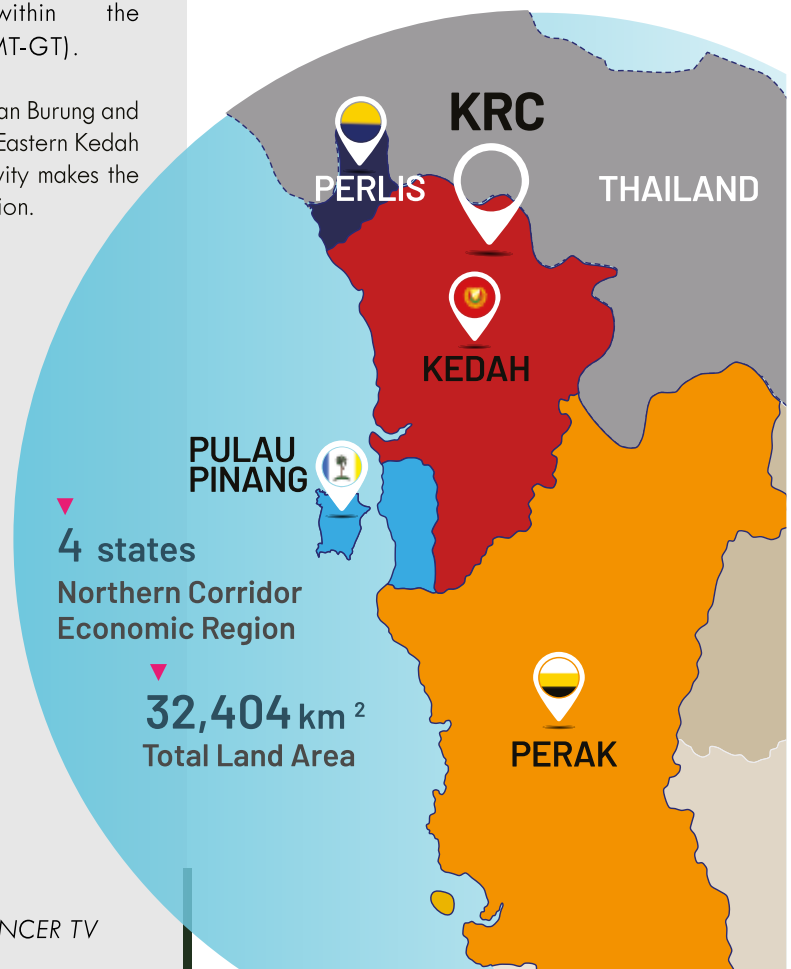 within the
MT-GT).
an Burung and
Eastern Kedah
vity makes the
ion.
KRC
PERLIS
THAILAND
KEDAH
PULAU
PINANG
4 states
Northern Corridor
Economic Region
32,404 km ²
Total Land Area
PERAK
NCER TV